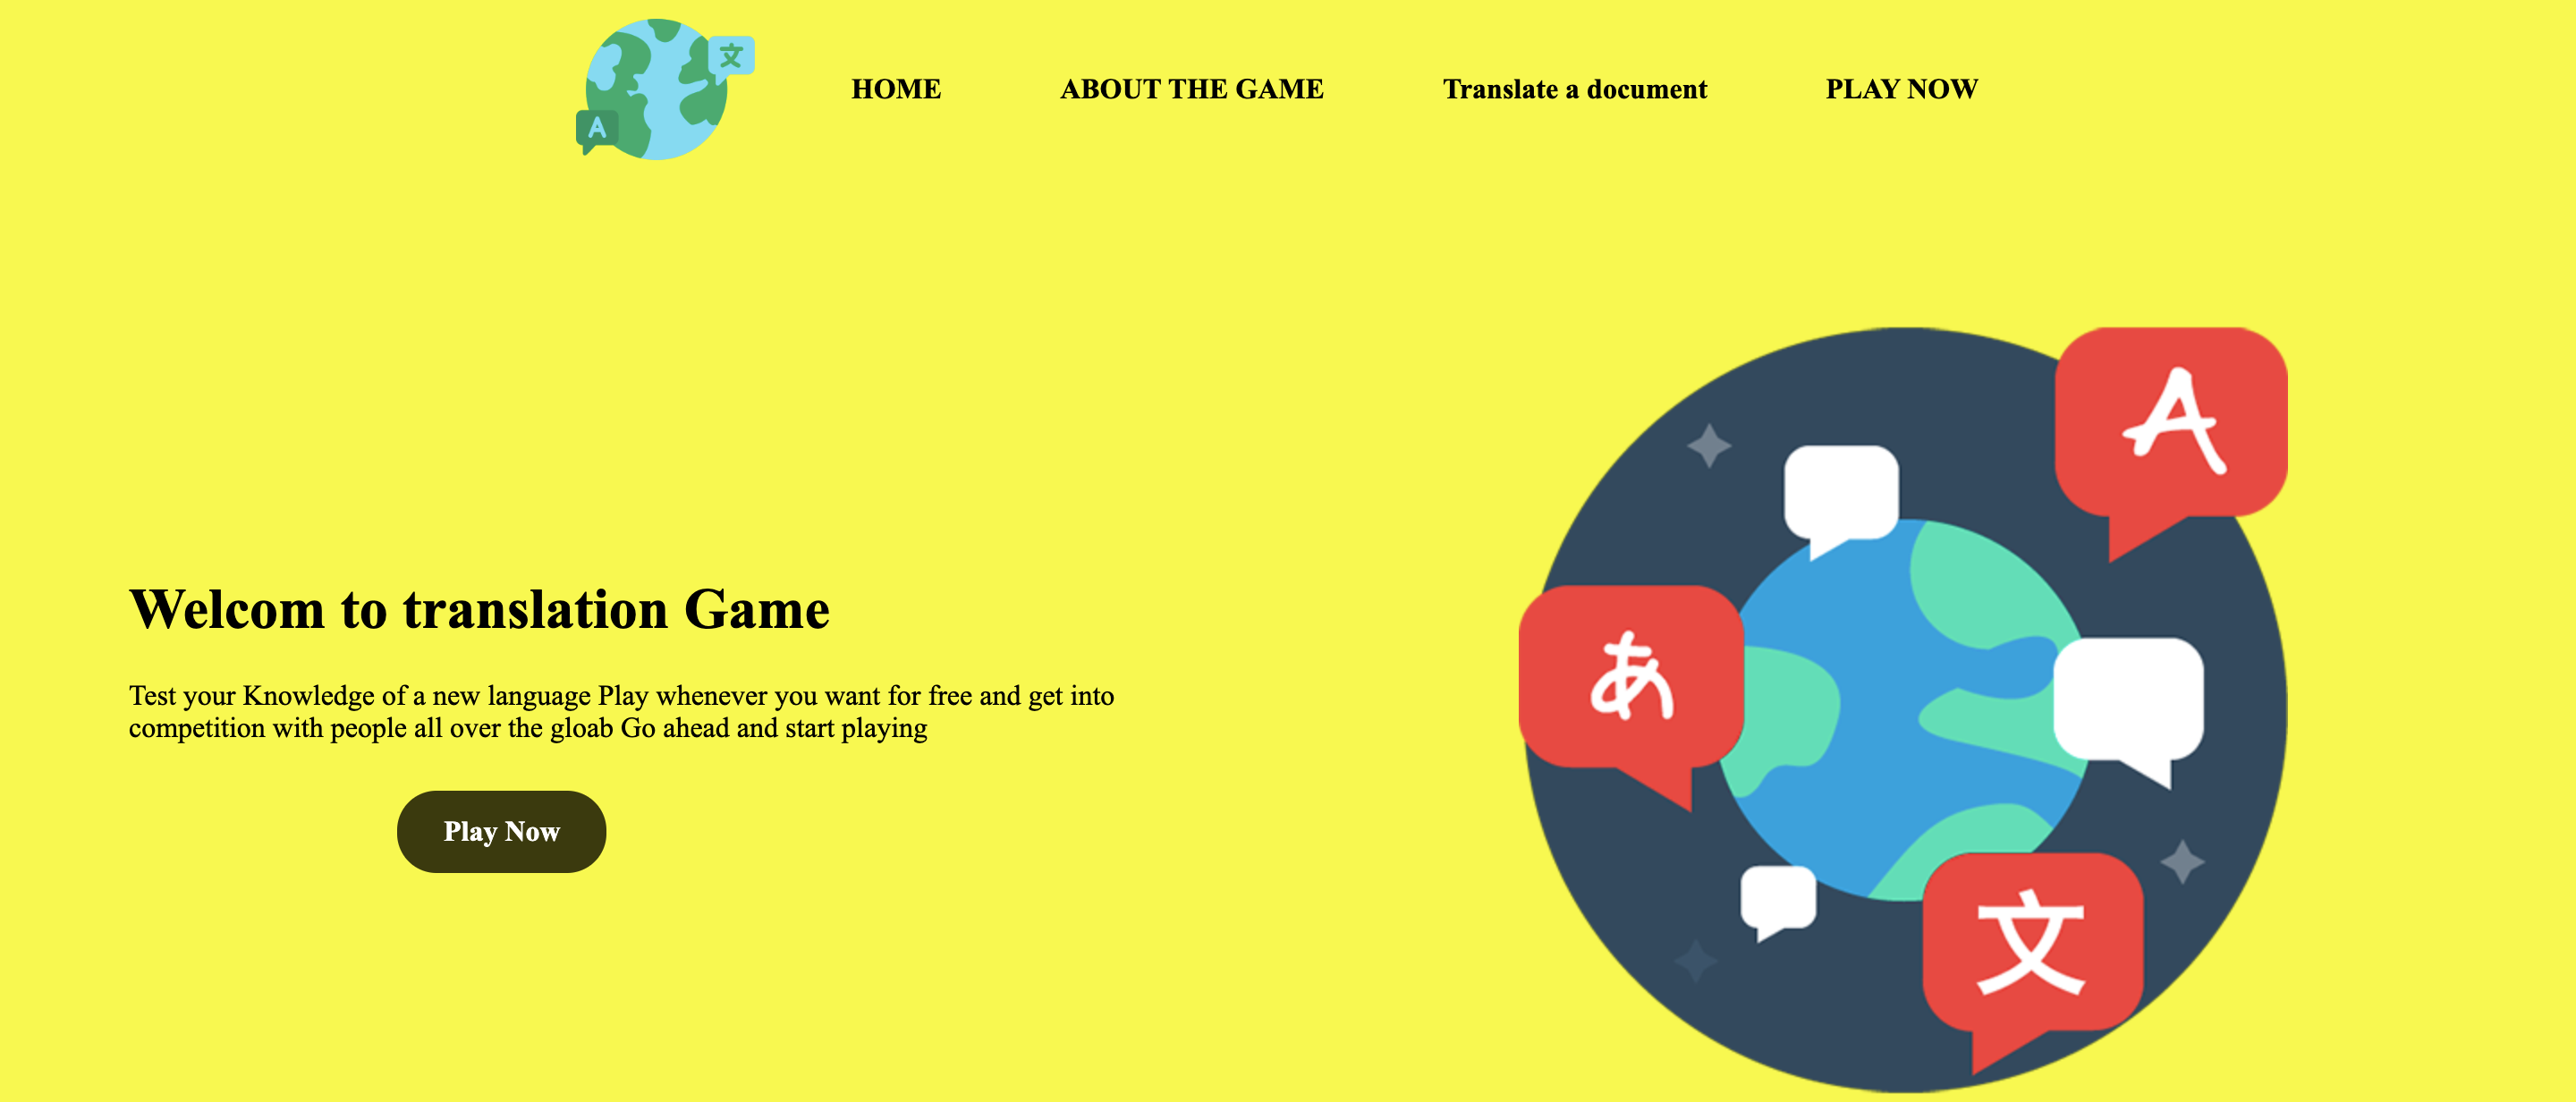 文
A
HOME
ABOUT THE GAME
Translate a document
PLAY NOW
A
あ
文
Welcom to translation Game
Test your Knowledge of a new language Play whenever you want for free and get into
competition with people all over the gloab Go ahead and start playing
Play Now